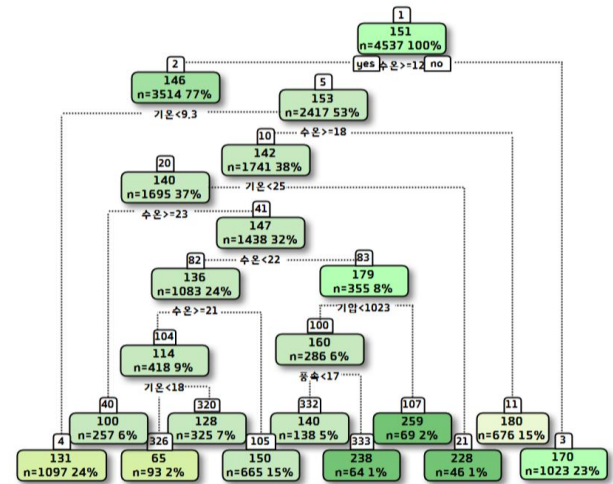 1
151
n=4537 100%
yes 수온>=12 no
2
146
n=3514 77%
기온<9.3
5
153
n=2417 53%
수온>=18
10
142
n=1741 38%
기온<25
20
140
n=1695 37%
수온>=23
41
147
n=1438 32%
수온<22
82
136
n=1083 24%
수온>=21
83
179
n=355 8%
기압<1023
104
114
n=418 9%
기온<18
100
160
n=286 6%
풍속<17
40
100
n=257 6%
320
128
n=325 7%
332
140
n=138 5%
107
259
n=69 2%
11
180
n=676 15%
4
131
n=1097 24%
326
65
n=93 2%
105
150
n=665 15%
333
238
n=64 1%
21
228
n=46 1%
3
170
n=1023 23%